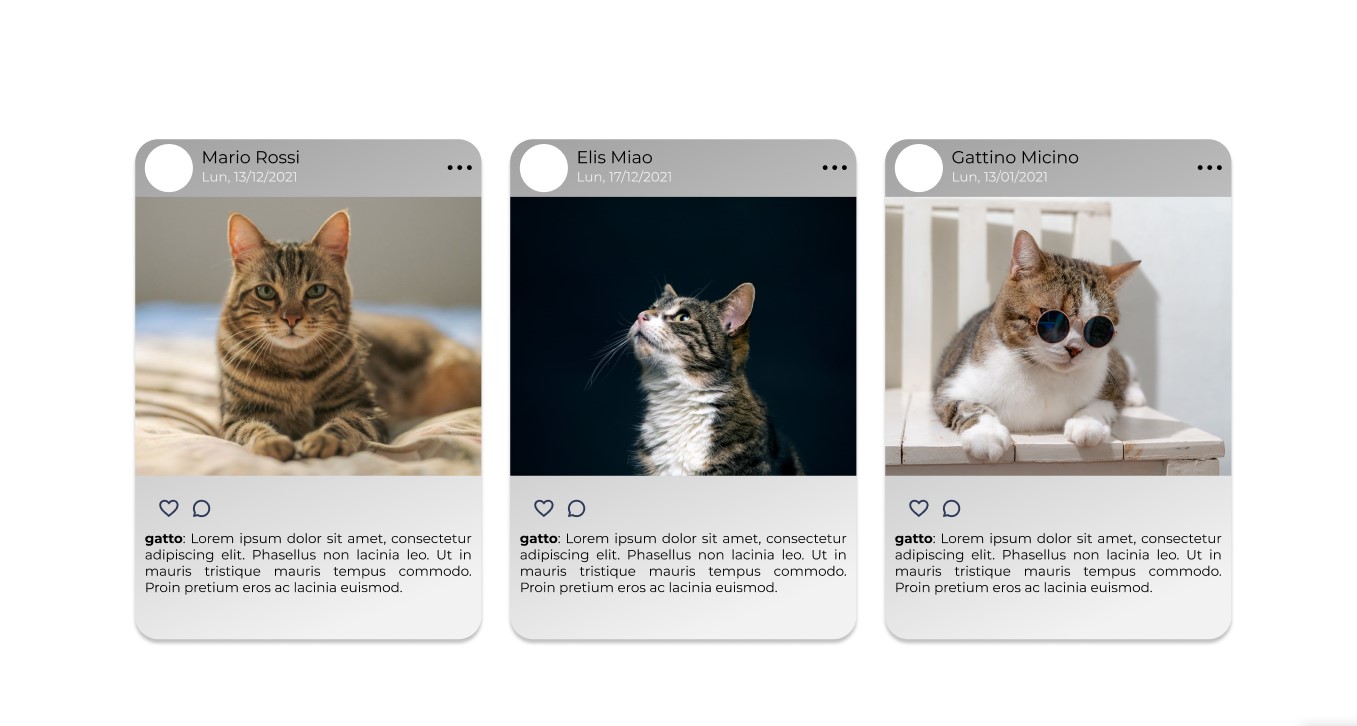 Mario Rossi
Lun, 13/12/2021
gatto: Lorem ipsum dolor sit amet, consectetur
adipiscing elit. Phasellus non lacinia leo. Ut in
mauris tristique mauris tempus commodo.
Proin pretium eros ac lacinia euismod.
Elis Miao
Lun, 17/12/2021
gatto: Lorem ipsum dolor sit amet, consectetur
adipiscing elit. Phasellus non lacinia leo. Ut in
mauris tristique mauris tempus commodo.
Proin pretium eros ac lacinia euismod.
Gattino Micino
Lun, 13/01/2021
gatto: Lorem ipsum dolor sit amet, consectetur
adipiscing elit. Phasellus non lacinia leo. Ut in
mauris tristique mauris tempus commodo.
Proin pretium eros ac lacinia euismod.